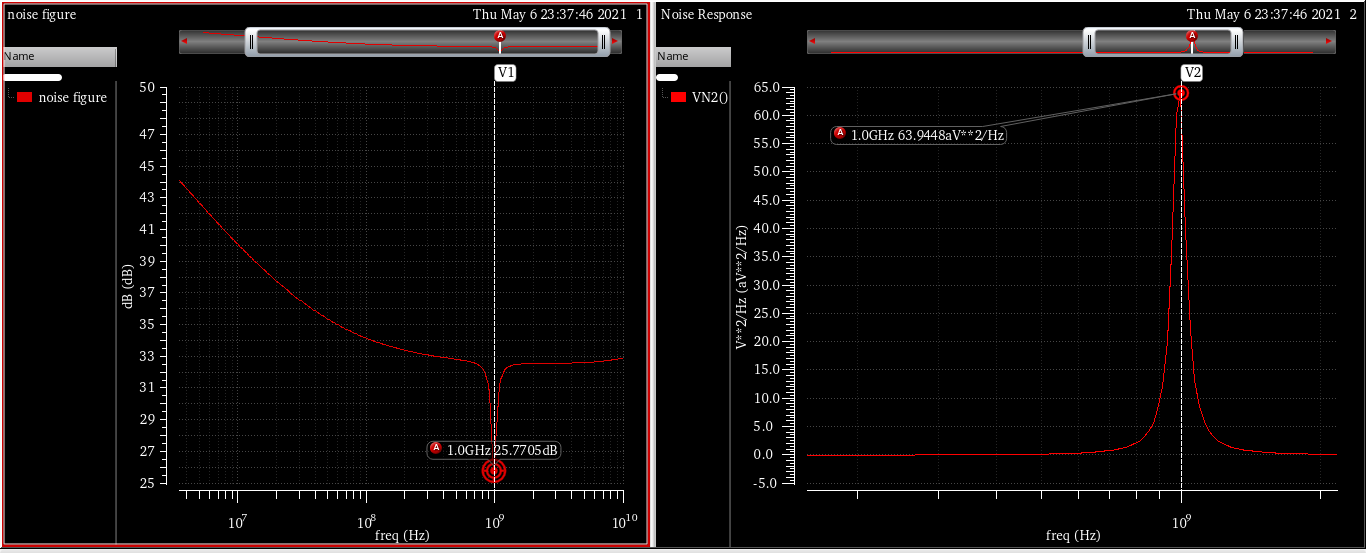 noise figure
Thu May 6 23:37:46 2021 1
A
Name
noise figure
V1
50
47
45
43
41
39
37
35
33
31
29
27
25
dB (dB)
A 1.0GHz 25.7705dB
10^7
10^8
10^9
10^10
freq (Hz)
Noise Response
Thu May 6 23:37:46 2021 2
A
Name
VN2()
V2
65.0
60.0
55.0
50.0
45.0
40.0
35.0
30.0
25.0
20.0
15.0
10.0
5.0
0.0
-5.0
V**2/Hz (aV**2/Hz)
A 1.0GHz 63.9448aV**2/Hz
10^9
freq (Hz)